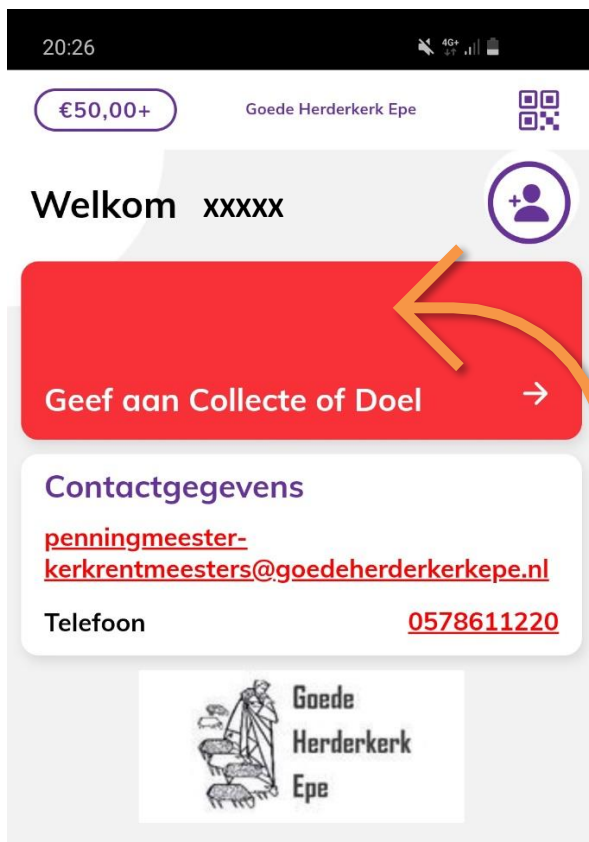 20:26
4G+
€50,00+
Goede Herderkerk Epe
Welkom xxxxx
Geef aan Collecte of Doel
Contactgegevens
penningmeester-
kerkrentmeesters@goedeherderkerkepe.nl
Telefoon 0578611220
Goede
Herderkerk
Epe